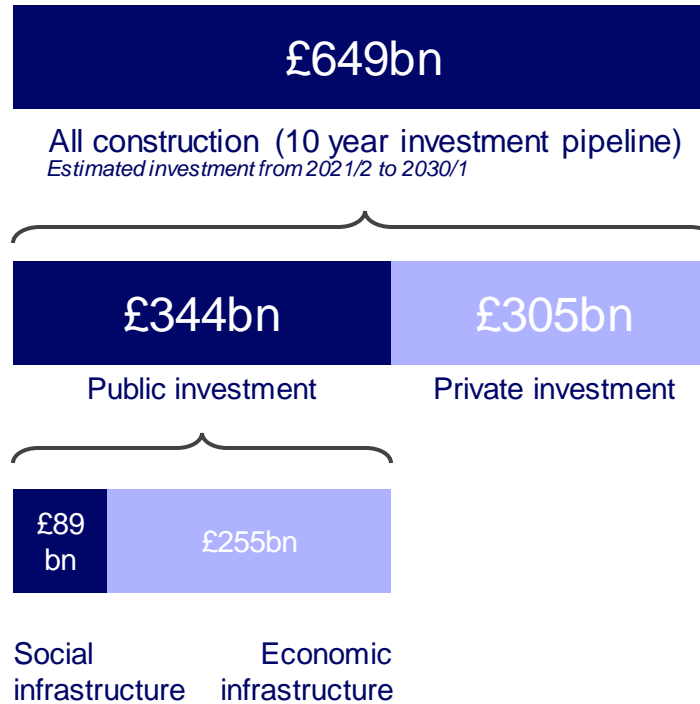 £649bn
All construction (10 year investment pipeline)
Estimated investment from 2021/2 to 2030/1
£344bn
£305bn
Public investment
Private investment
£89
bn
£255bn
Social
infrastructure
Economic
infrastructure